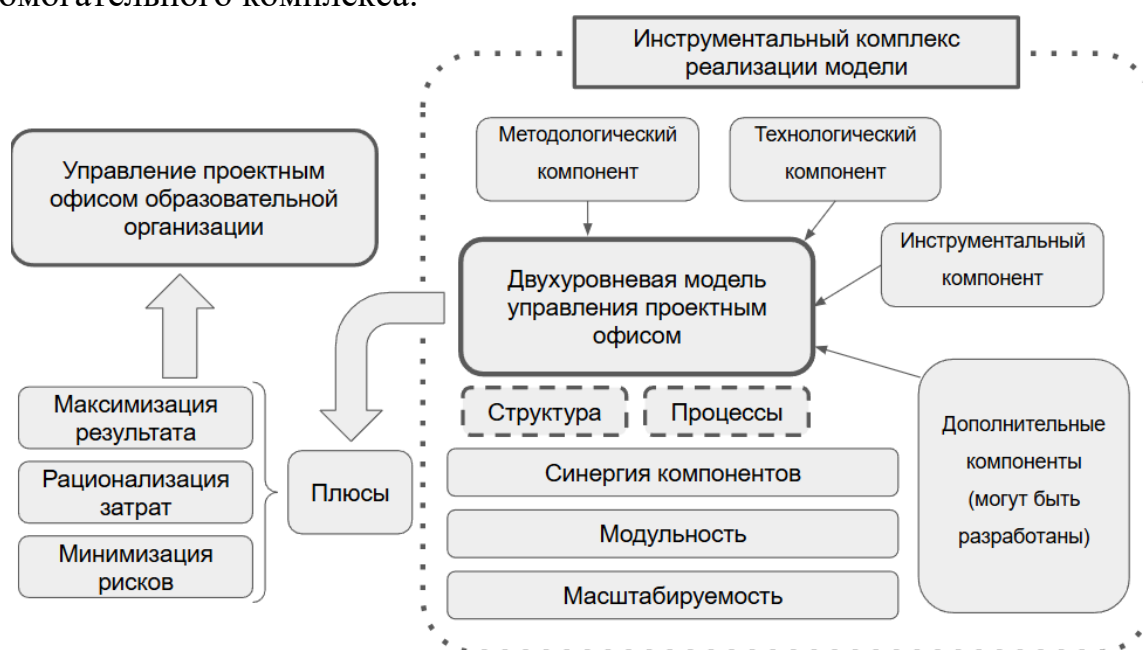 омогательного комплекса.
Инструментальный комплекс
реализации модели
Методологический
компонент
Технологический
компонент
Управление проектным
офисом образовательной
организации
Инструментальный
компонент
Двухуровневая модель
управления проектным
офисом
Максимизация
результата
Рационализация
затрат
Минимизация
рисков
Плюсы
Структура
Процессы
Синергия компонентов
Модульность
Масштабируемость
Дополнительные
компоненты
(могут быть
разработаны)